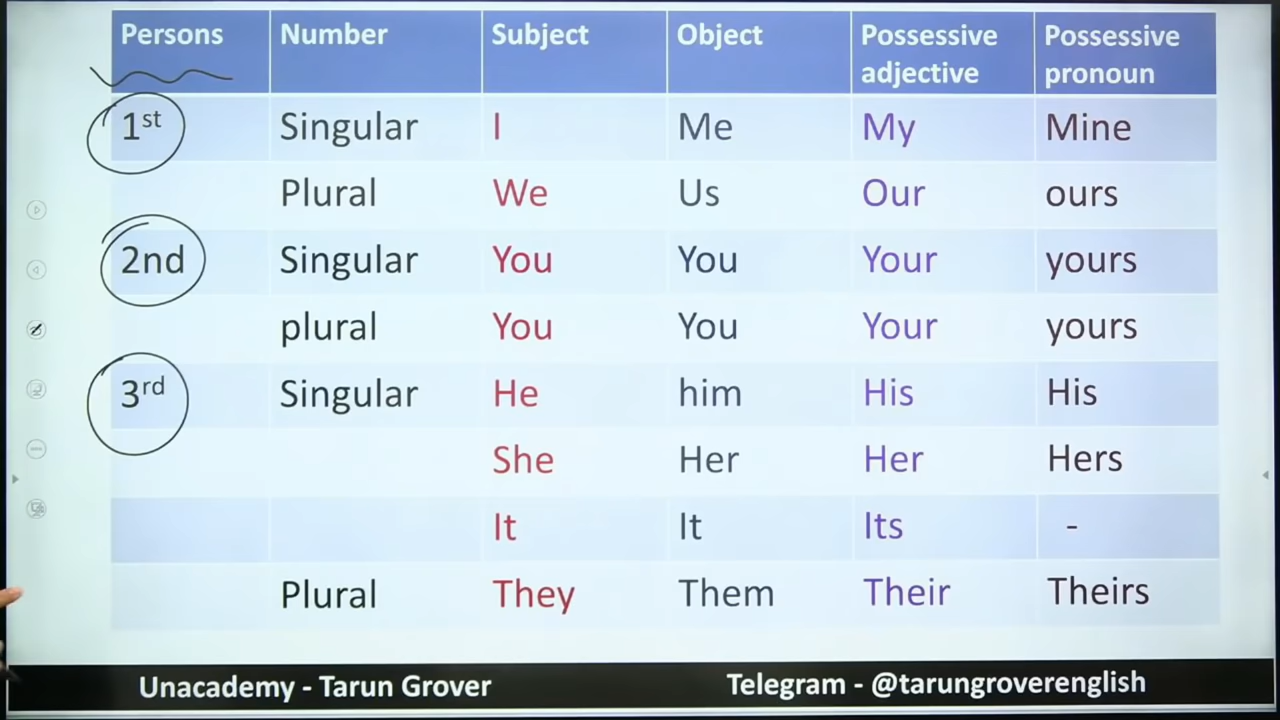 Persons Number Subject Object Possessive adjective Possessive pronoun
1st Singular I Me My Mine
Plural We Us Our ours
2nd Singular You You Your yours
plural You You Your yours
3rd Singular He him His His
She Her Her Hers
It It Its -
Plural They Them Their Theirs
Unacademy - Tarun Grover Telegram - @tarungroverenglish